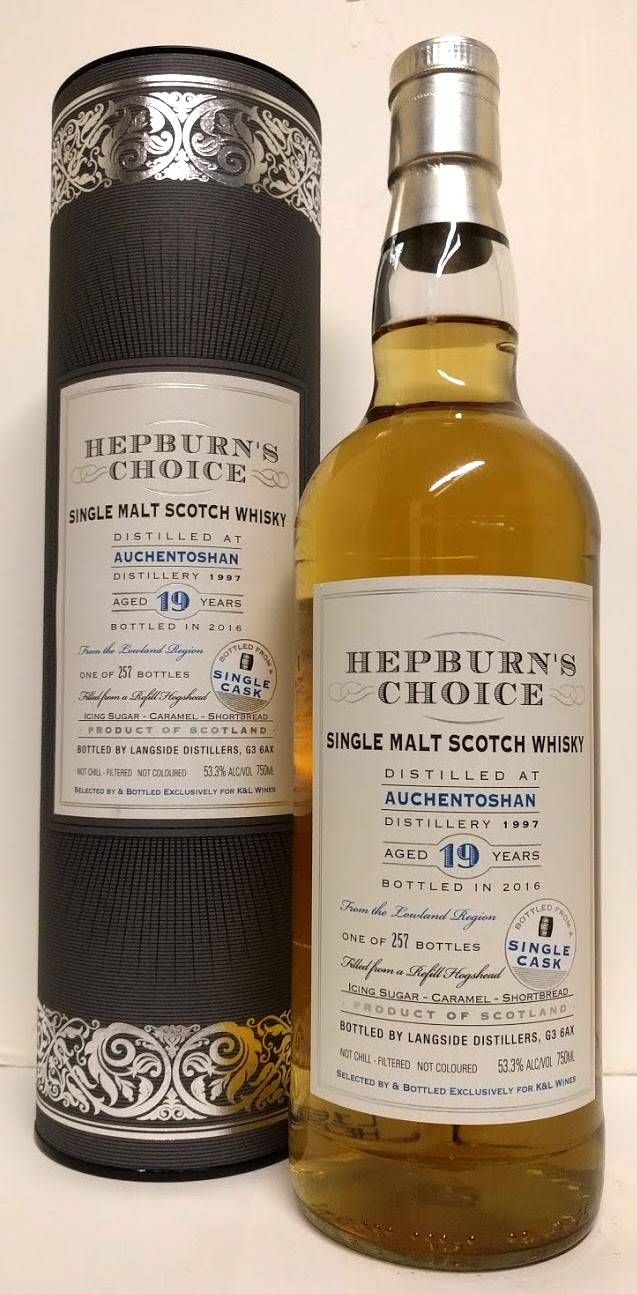 HEPBURN'S
CHOICE
SINGLE MALT SCOTCH WHISKY
DISTILLED AT
AUCHENTOSHAN
DISTILLERY 1997
AGED 19 YEARS
BOTTLED IN 2016
From the Lowland Region
ONE OF 257 BOTTLES
Filled from a Refill Hogshead
BOTTLED FROM A
SINGLE
CASK
ICING SUGAR - CARAMEL - SHORTBREAD
· PRODUCT OF SCOTLAND ·
BOTTLED BY LANGSIDE DISTILLERS, G3 6AX
NOT CHILL - FILTERED NOT COLOURED 53.3% ALC/VOL 750ML
SELECTED BY & BOTTLED EXCLUSIVELY FOR K&L WINES
HEPBURN'S
CHOICE
SINGLE MALT SCOTCH WHISKY
DISTILLED AT
AUCHENTOSHAN
DISTILLERY 1997
AGED 19 YEARS
BOTTLED IN 2016
From the Lowland Region
ONE OF 257 BOTTLES
Filled from a Refill Hogshead
BOTTLED FROM A
SINGLE
CASK
ICING SUGAR - CARAMEL - SHORTBREAD
· PRODUCT OF SCOTLAND ·
BOTTLED BY LANGSIDE DISTILLERS, G3 6AX
NOT CHILL - FILTERED NOT COLOURED 53.3% ALC/VOL 750ML
SELECTED BY & BOTTLED EXCLUSIVELY FOR K&L WINES